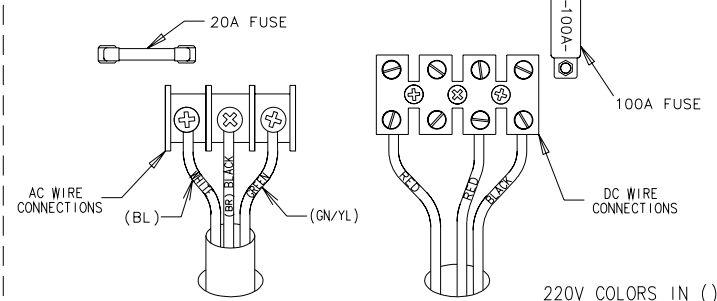 20A FUSE
-100A-
100A FUSE
AC WIRE
CONNECTIONS
WHITE
(BR) BLACK
GREEN
(BL)
(GN/YL)
RED
RED
BLACK
DC WIRE
CONNECTIONS
220V COLORS IN ()